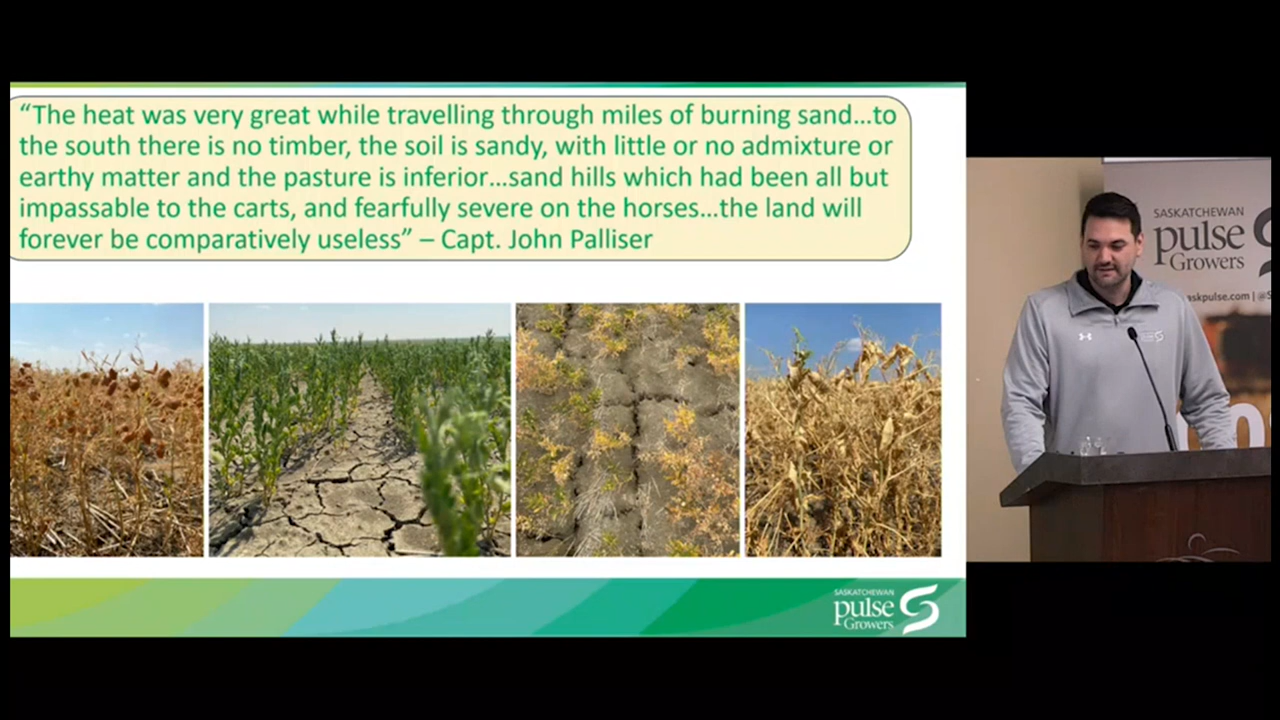 “The heat was very great while travelling through miles of burning sand...to
the south there is no timber, the soil is sandy, with little or no admixture or
earthy matter and the pasture is inferior...sand hills which had been all but
impassable to the carts, and fearfully severe on the horses...the land will
forever be comparatively useless” – Capt. John Palliser
SASKATCHEWAN
pulse
Growers
askpulse.com | @S
SASKATCHEWAN
pulse
Growers